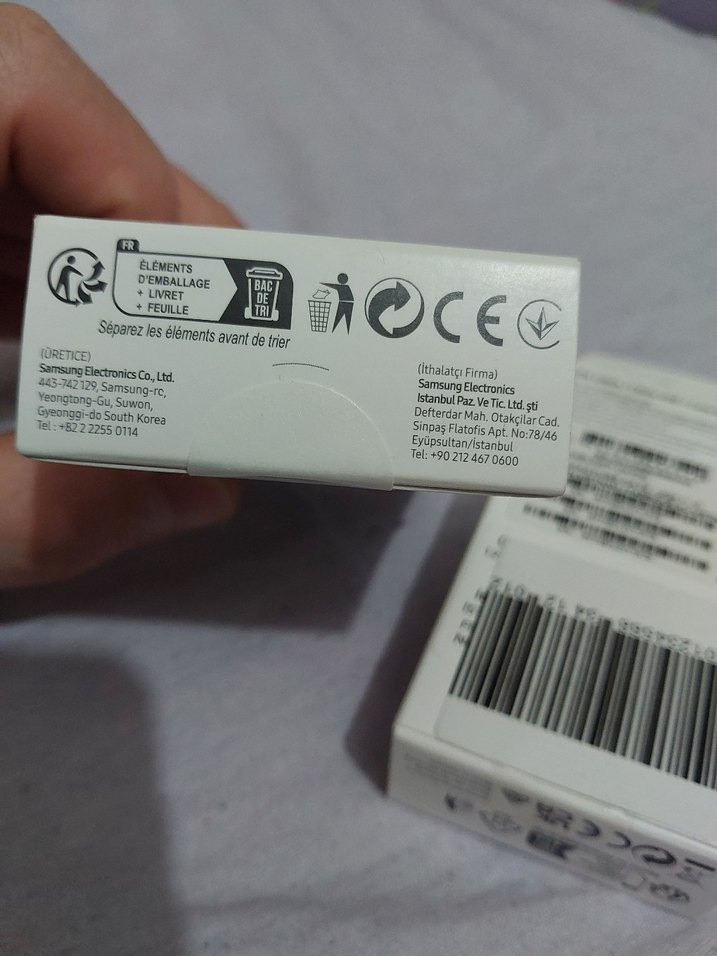 FR
ÉLÉMENTS
D'EMBALLAGE
+ LIVRET
+ FEUILLE
BAC
DE
TRI
Séparez les éléments avant de trier
CE
(ÜRETICE)
Samsung Electronics Co., Ltd.
443-742 129, Samsung-rc,
Yeongtong-Gu, Suwon,
Gyeonggi-do South Korea
Tel : +82 2 2255 0114
(İthalatçı Firma)
Samsung Electronics
Istanbul Paz. Ve Tic. Ltd. şti
Defterdar Mah. Otakçılar Cad.
Sinpaş Flatofis Apt. No:78/46
Eyüpsultan/İstanbul
Tel: +90 212 467 0600